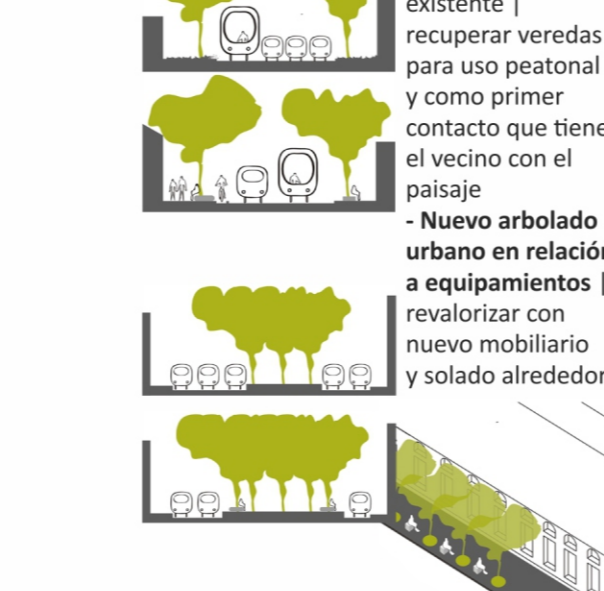 existente |
recuperar veredas
para uso peatonal
y como primer
contacto que tiene
el vecino con el
paisaje
- Nuevo arbolado
urbano en relación
a equipamientos |
revalorizar con
nuevo mobiliario
y solado alrededor